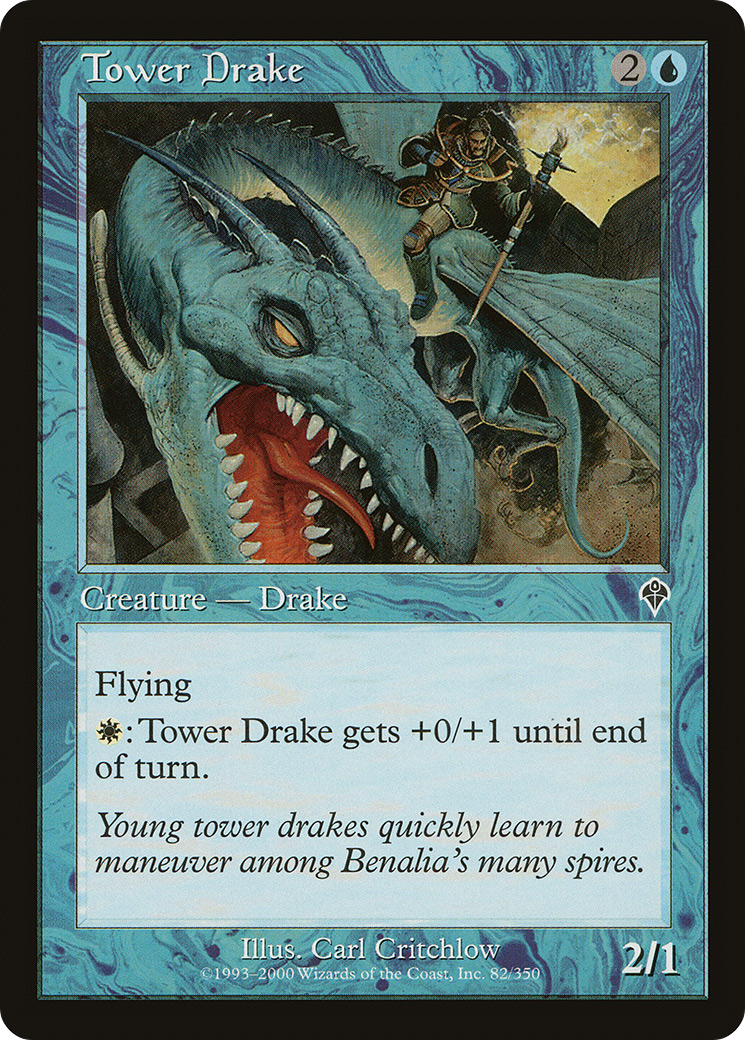 Tower Drake 2
Creature — Drake
Flying
: Tower Drake gets +0/+1 until end
of turn.
Young tower drakes quickly learn to
maneuver among Benalia's many spires.
Illus. Carl Critchlow
©1993–2000 Wizards of the Coast, Inc. 82/350
2/1